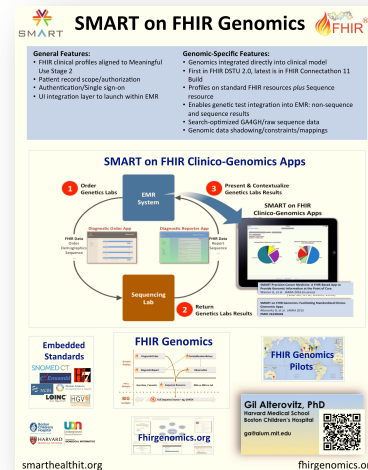 SMART
SMART on FHIR Genomics
FHIR
General Features:
• FHIR clinical profiles aligned to Meaningful
Use Stage 2
• Patient record scope/authorization
• Authentication/Single sign-on
• UI integration layer to launch within EMR
Genomic-Specific Features:
• Genomics integrated directly into clinical model
• First in FHIR DSTU 2.0, latest is in FHIR Connectathon 11
Build
• Profiles on standard FHIR resources plus Sequence
resource
• Enables genetic test integration into EMR: non-sequence
and sequence results
• Search-optimized GA4GH/raw sequence data
• Genomic data shadowing/constraints/mappings
SMART on FHIR Clinico-Genomics Apps
1 Order
Genetics Labs
EMR
System
3 Present & Contextualize
Genetics Labs Results
SMART on FHIR
Clinico-Genomics Apps
Diagnostic Order App
Diagnostic Reporter App
FHIR Data
Order
Demographics
Sequence
FHIR Data
Report
Sequence
Sequencing
Lab
2 Return
Genetics Labs Results
Embedded
Standards
SNOMED CT
Ensembl
LOINC
HGVS
HARVARD
FHIR Genomics
Fhirgenomics.org
FHIR Genomics
Pilots
Gil Alterovitz, PhD
Harvard Medical School
Boston Children's Hospital
ga@alum.mit.edu
smarthealthit.org
fhirgenomics.o